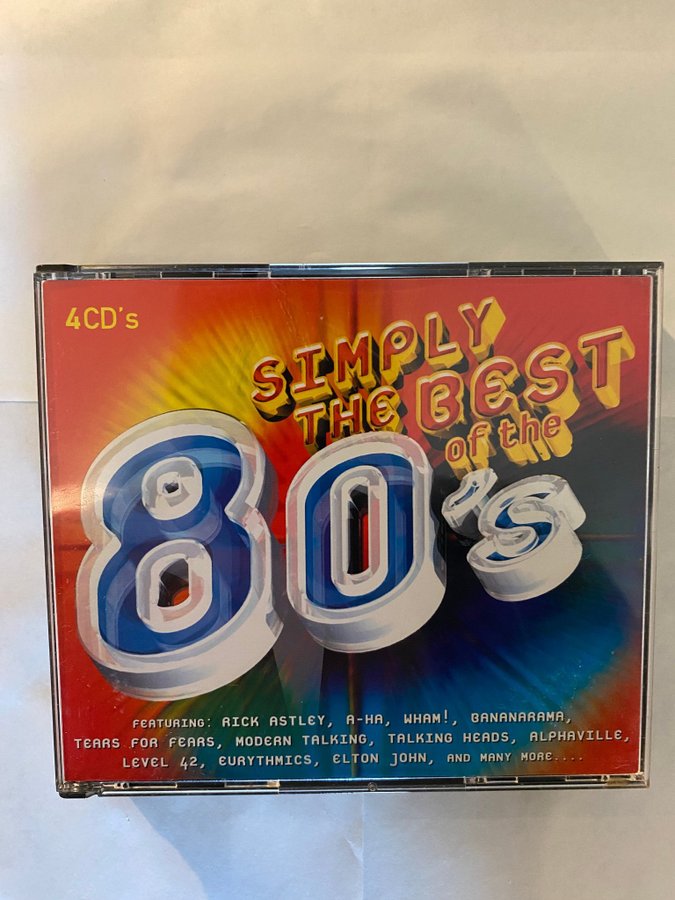 4CD's
SIMPLY
THE BEST
of the
80's
FEATURING: RICK ASTLEY, A-HA, WHAM!, BANANARAMA,
TEARS FOR FEARS, MODERN TALKING, TALKING HEADS, ALPHAVILLE,
LEVEL 42, EURYTHMICS, ELTON JOHN, AND MANY MORE....